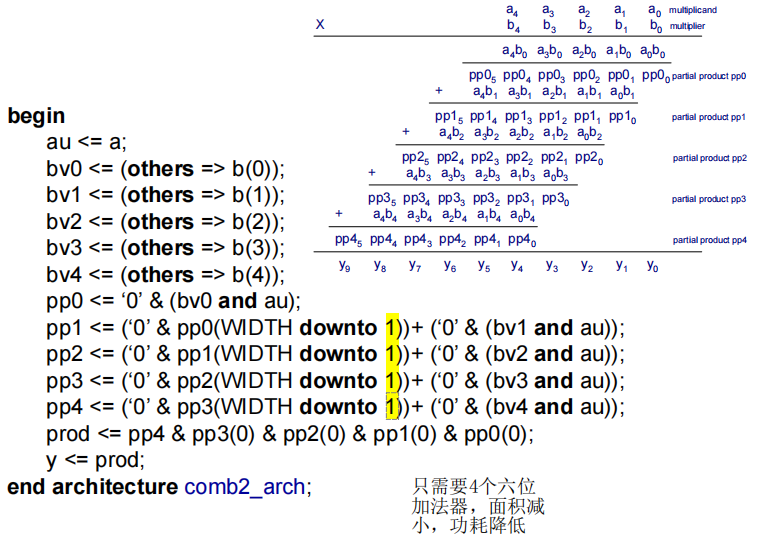 a4 a3 a2 a1 a0 multiplicand
X b4 b3 b2 b1 b0 multiplier
a4b0 a3b0 a2b0 a1b0 a0b0
pp05 pp04 pp03 pp02 pp01 pp00 partial product pp0
+ a4b1 a3b1 a2b1 a1b1 a0b1
pp15 pp14 pp13 pp12 pp11 pp10 partial product pp1
+ a4b2 a3b2 a2b2 a1b2 a0b2
pp25 pp24 pp23 pp22 pp21 pp20 partial product pp2
+ a4b3 a3b3 a2b3 a1b3 a0b3
pp35 pp34 pp33 pp32 pp31 pp30 partial product pp3
+ a4b4 a3b4 a2b4 a1b4 a0b4
pp45 pp44 pp43 pp42 pp41 pp40 partial product pp4
y9 y8 y7 y6 y5 y4 y3 y2 y1 y0
begin
au <= a;
bv0 <= (others => b(0));
bv1 <= (others => b(1));
bv2 <= (others => b(2));
bv3 <= (others => b(3));
bv4 <= (others => b(4));
pp0 <= ‘0’ & (bv0 and au);
pp1 <= (‘0’ & pp0(WIDTH downto 1))+ (‘0’ & (bv1 and au));
pp2 <= (‘0’ & pp1(WIDTH downto 1))+ (‘0’ & (bv2 and au));
pp3 <= (‘0’ & pp2(WIDTH downto 1))+ (‘0’ & (bv3 and au));
pp4 <= (‘0’ & pp3(WIDTH downto 1))+ (‘0’ & (bv4 and au));
prod <= pp4 & pp3(0) & pp2(0) & pp1(0) & pp0(0);
y <= prod;
end architecture comb2_arch;
只需要4个六位
加法器，面积减
小，功耗降低